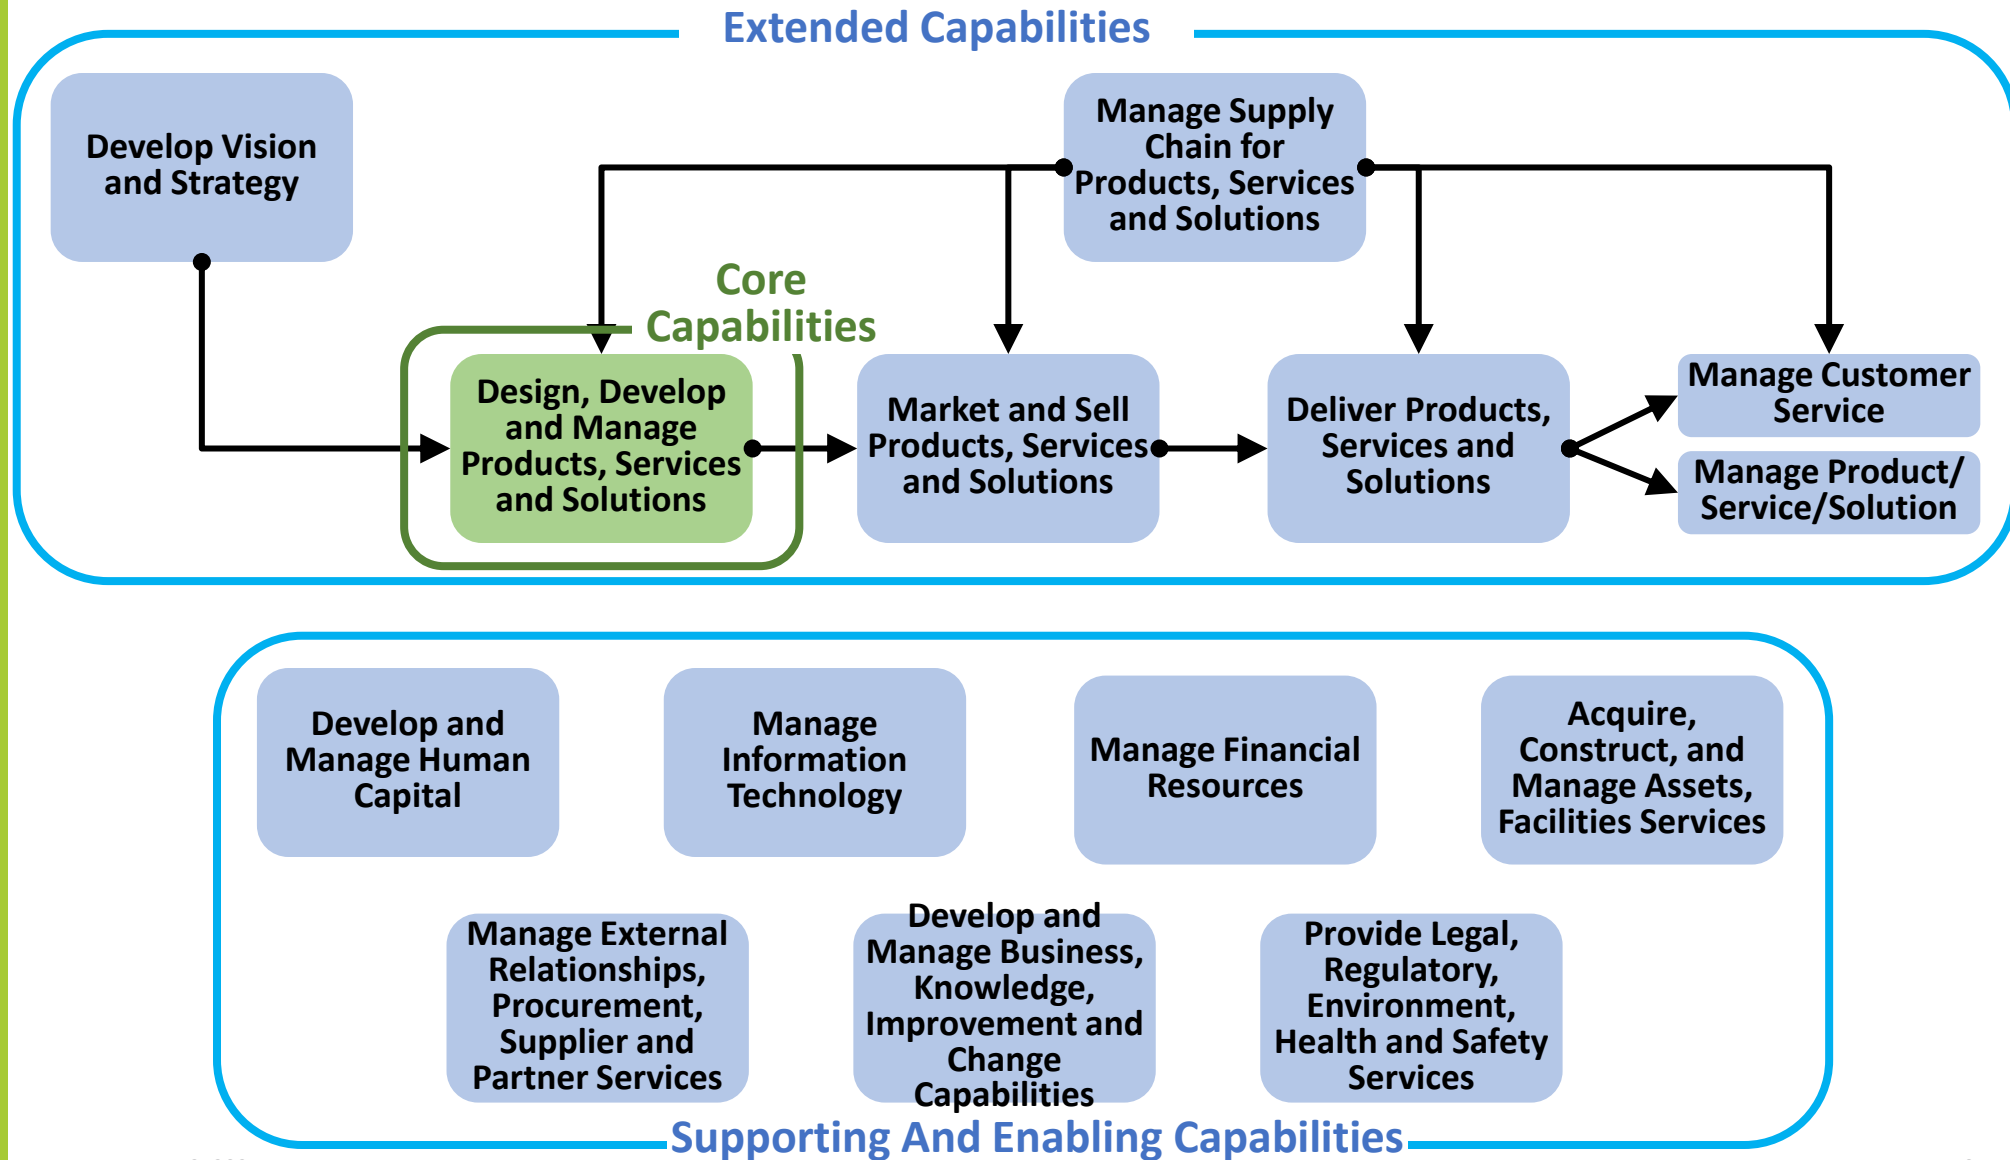 Extended Capabilities
Develop Vision
and Strategy
Manage Supply
Chain for
Products, Services
and Solutions
Core
Capabilities
Design, Develop
and Manage
Products, Services
and Solutions
Market and Sell
Products, Services
and Solutions
Deliver Products,
Services and
Solutions
Manage Customer
Service
Manage Product/
Service/Solution
Develop and
Manage Human
Capital
Manage
Information
Technology
Manage Financial
Resources
Acquire,
Construct, and
Manage Assets,
Facilities Services
Manage External
Relationships,
Procurement,
Supplier and
Partner Services
Develop and
Manage Business,
Knowledge,
Improvement and
Change
Capabilities
Provide Legal,
Regulatory,
Environment,
Health and Safety
Services
Supporting And Enabling Capabilities